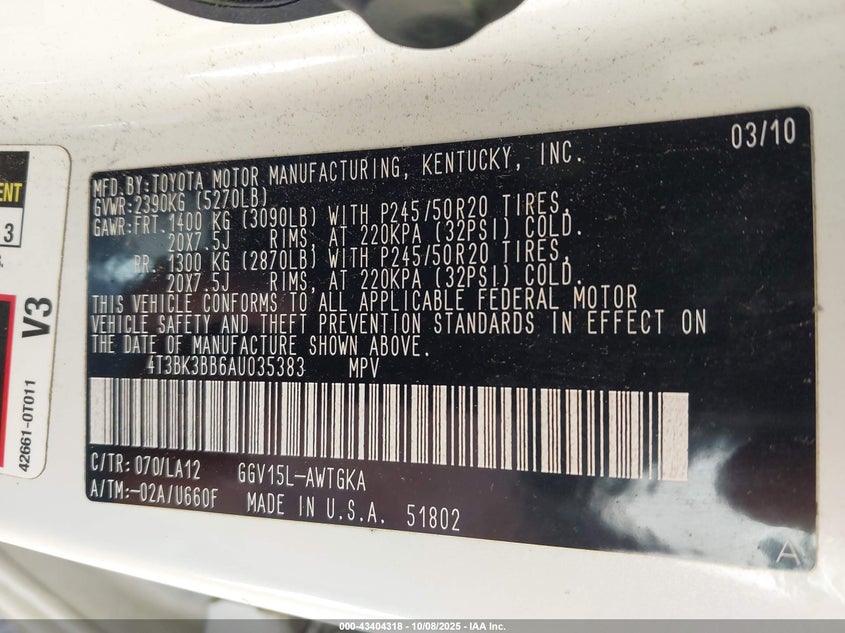 03/10
MFD.BY:TOYOTA MOTOR MANUFACTURING, KENTUCKY, INC.
GVWR:2390KG (5270LB)
GAWR:FRT.1400 KG (3090LB) WITH P245/50R20 TIRES,
20X7.5J RIMS, AT 220KPA (32PSI) COLD.
RR. 1300 KG (2870LB) WITH P245/50R20 TIRES,
20X7.5J RIMS, AT 220KPA (32PSI) COLD.
THIS VEHICLE CONFORMS TO ALL APPLICABLE FEDERAL MOTOR
VEHICLE SAFETY AND THEFT PREVENTION STANDARDS IN EFFECT ON
THE DATE OF MANUFACTURE SHOWN ABOVE.
4T3BK3BB6AU035383 MPV
C/TR: 070/LA12 GGV15L-AWTGKA
A/TM:-02A/U660F MADE IN U.S.A. 51802
A
3
V3
42661-0T011
000-43404318 - 10/08/2025 - IAA Inc.